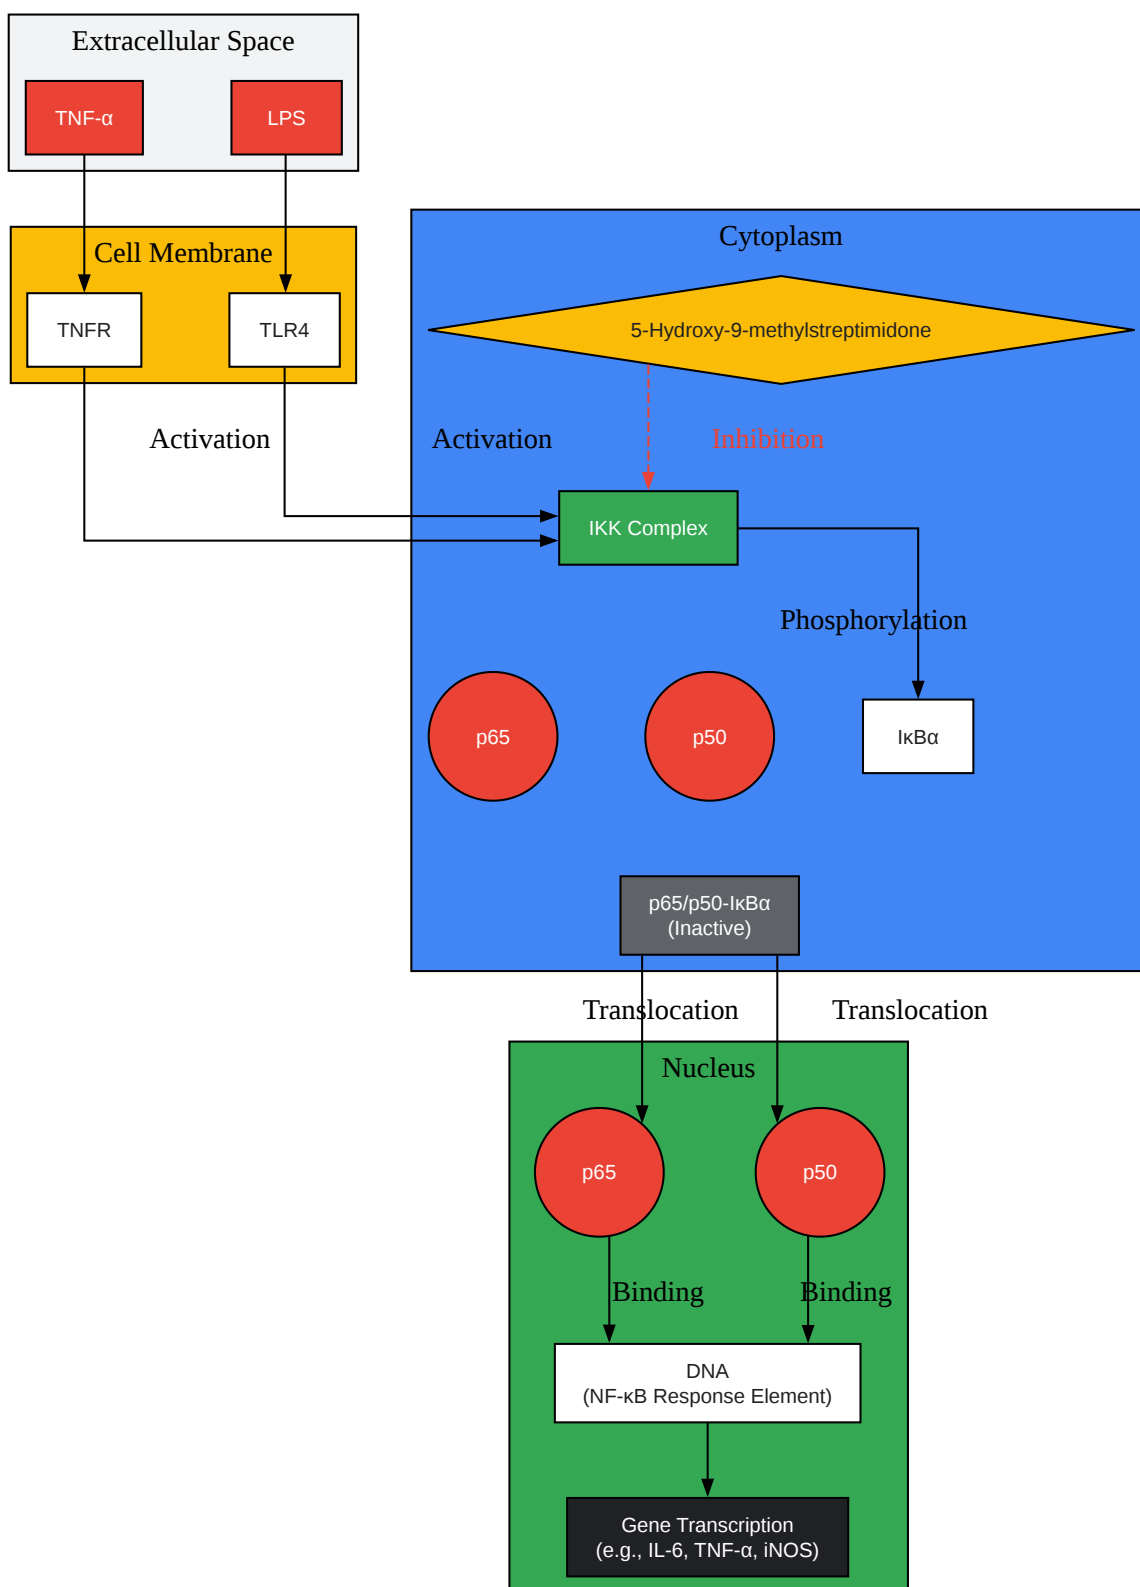 Extracellular Space
TNF-α
LPS
Cell Membrane
TNFR
TLR4
Cytoplasm
5-Hydroxy-9-methylstreptimidone
Activation
Activation
Inhibition
IKK Complex
Phosphorylation
p65
p50
IκBα
p65/p50-IκBα
(Inactive)
Translocation
Translocation
Nucleus
p65
p50
Binding
Binding
DNA
(NF-κB Response Element)
Gene Transcription
(e.g., IL-6, TNF-α, iNOS)